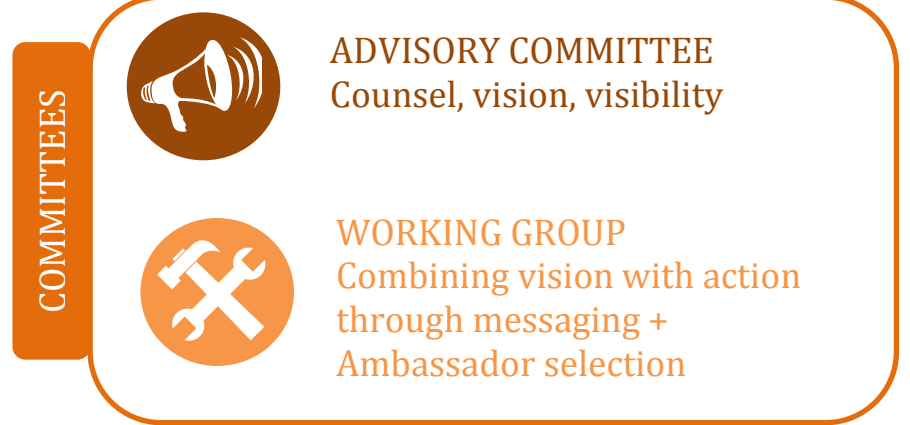 COMMITTEES
ADVISORY COMMITTEE
Counsel, vision, visibility
WORKING GROUP
Combining vision with action
through messaging +
Ambassador selection